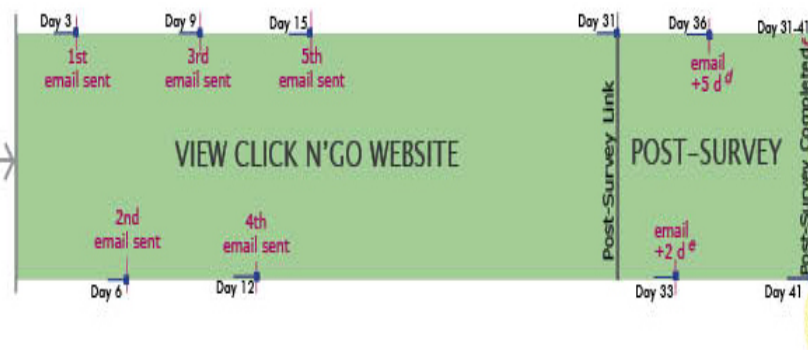 Day 3
Day 9
Day 15
Day 31
Day 36
Day 31-41
1st
email sent
3rd
email sent
5th
email sent
email
+5 d d
VIEW CLICK N'GO WEBSITE
Post-Survey Link
POST-SURVEY
Post-Survey Completed
2nd
email sent
4th
email sent
email
+2 d e
Day 6
Day 12
Day 33
Day 41